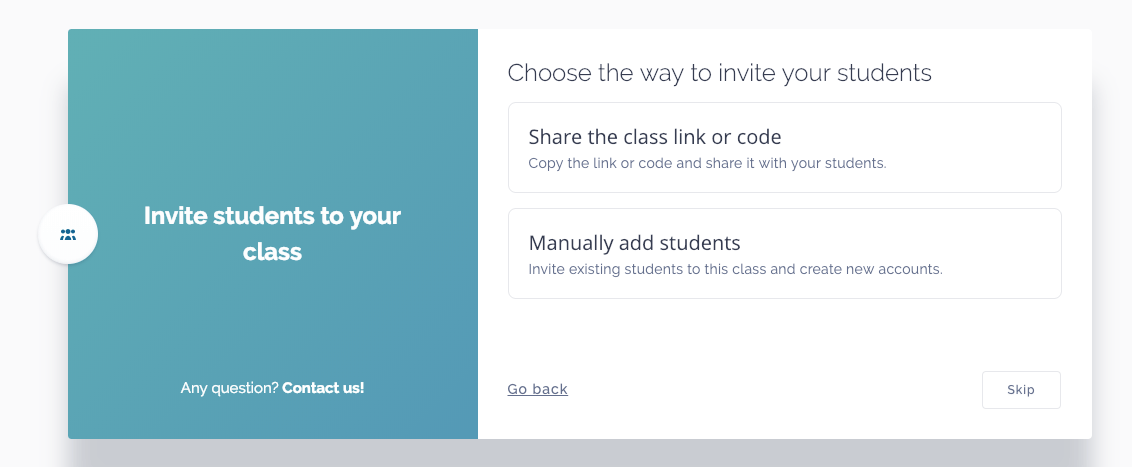 Invite students to your
class
Any question? Contact us!
Choose the way to invite your students
Share the class link or code
Copy the link or code and share it with your students.
Manually add students
Invite existing students to this class and create new accounts.
Go back
Skip